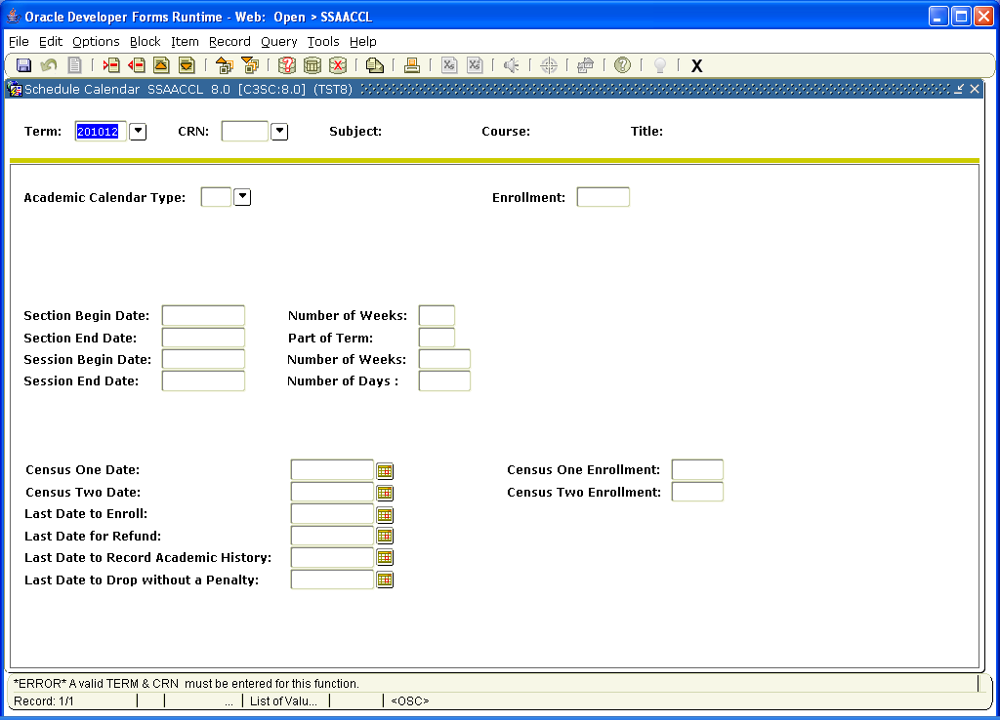 Oracle Developer Forms Runtime - Web: Open > SSAACCL
File Edit Options Block Item Record Query Tools Help
X
Schedule Calendar SSAACCL 8.0 [C3SC:8.0] (TST8)
Term: 201012 CRN: Subject: Course: Title:
Academic Calendar Type: Enrollment:
Section Begin Date: Number of Weeks:
Section End Date: Part of Term:
Session Begin Date: Number of Weeks:
Session End Date: Number of Days :
Census One Date: Census One Enrollment:
Census Two Date: Census Two Enrollment:
Last Date to Enroll:
Last Date for Refund:
Last Date to Record Academic History:
Last Date to Drop without a Penalty:
*ERROR* A valid TERM & CRN must be entered for this function.
Record: 1/1 ... List of Valu... <OSC>